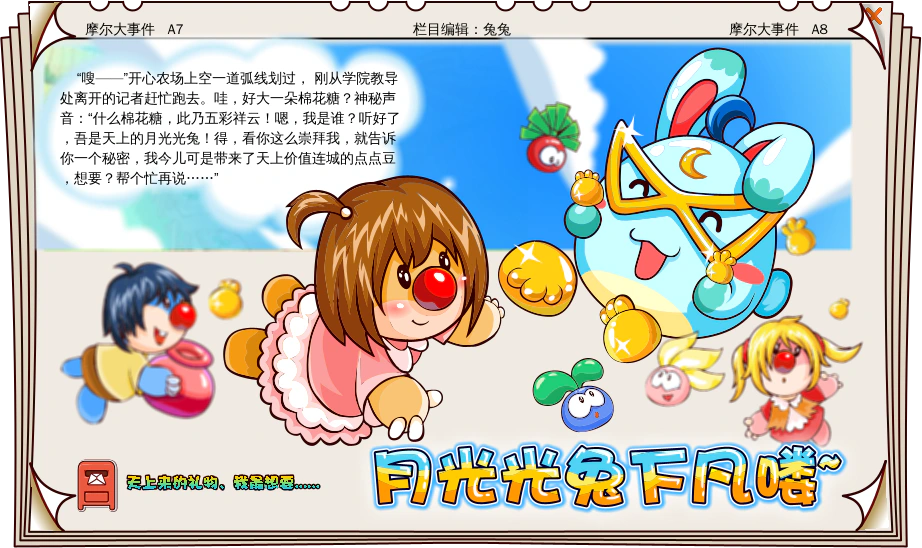 摩尔大事件 A7
栏目编辑：兔兔
摩尔大事件 A8
“嗖——”开心农场上空一道弧线划过， 刚从学院教导
处离开的记者赶忙跑去。哇，好大一朵棉花糖？神秘声
音：“什么棉花糖，此乃五彩祥云！嗯，我是谁？听好了
，吾是天上的月光光兔！得，看你这么崇拜我，就告诉
你一个秘密，我今儿可是带来了天上价值连城的点点豆
，想要？帮个忙再说……”
天上来的礼物、我最想要……
月光光兔下凡喽~